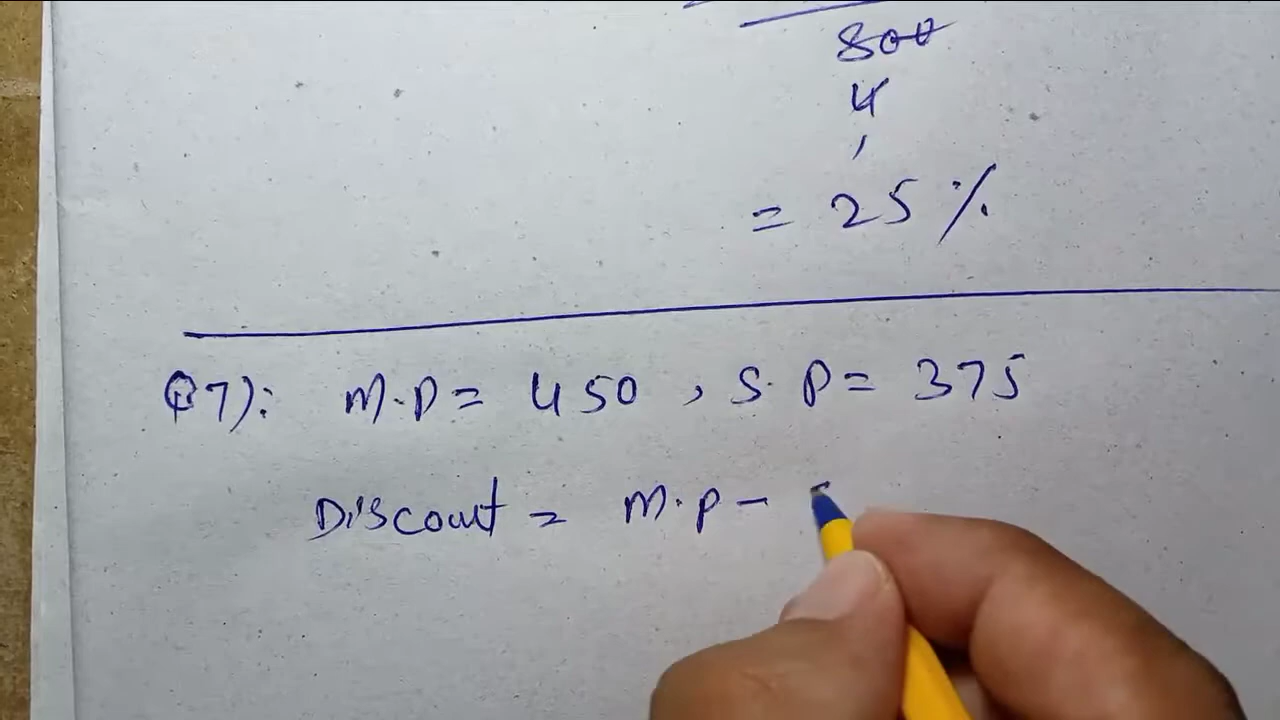 800
4
= 25 %
Q7): M.P = 450 , S.P = 375
Discout = M.P -